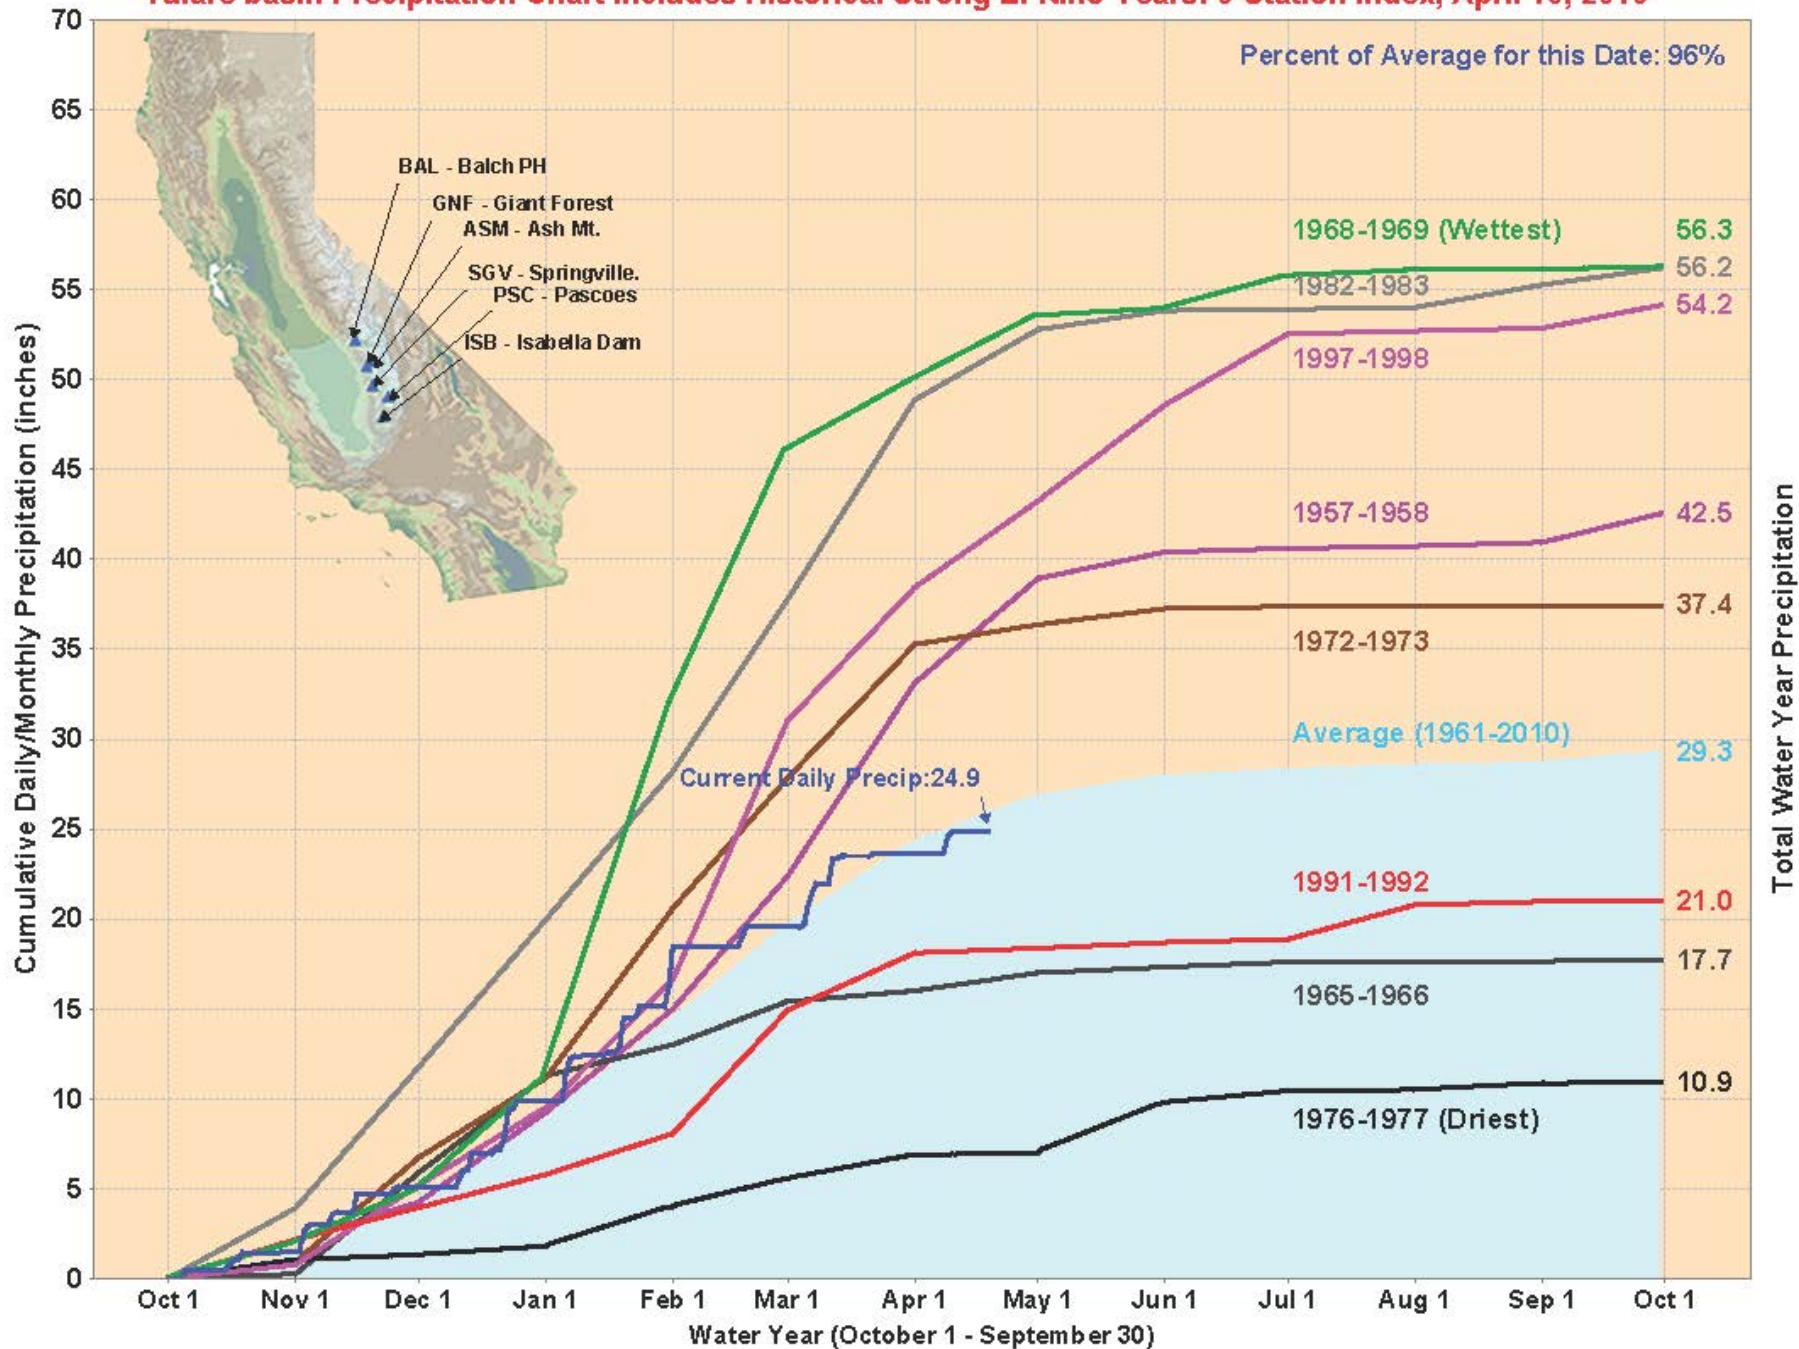 Percent of Average for this Date: 96%
70
65
60
55
50
45
40
35
30
25
20
15
10
5
0
Cumulative Daily/Monthly Precipitation (inches)
BAL - Balch PH
GNF - Giant Forest
ASM - Ash Mt.
SGV - Springville.
PSC - Pascoes
ISB - Isabella Dam
1968-1969 (Wettest)
56.3
1982-1983
56.2
1997-1998
54.2
1957-1958
42.5
1972-1973
37.4
Average (1961-2010)
29.3
Current Daily Precip:24.9
1991-1992
21.0
1965-1966
17.7
1976-1977 (Driest)
10.9
Total Water Year Precipitation
Oct 1 Nov 1 Dec 1 Jan 1 Feb 1 Mar 1 Apr 1 May 1 Jun 1 Jul 1 Aug 1 Sep 1 Oct 1
Water Year (October 1 - September 30)